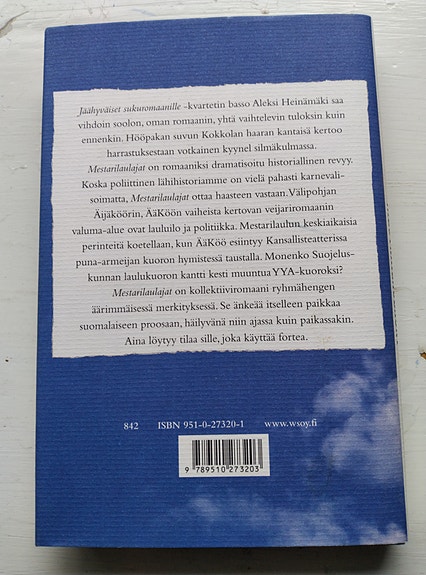 Jäähyväiset sukuromaanille -kvartetin basso Aleksi Heinämäki saa
vihdoin soolon, oman romaanin, yhtä vaihtelevin tuloksin kuin
ennenkin. Hööpakan suvun Kokkolan haaran kantaisä kertoo
harrastuksestaan votkainen kyynel silmäkulmassa.
Mestarilaulajat on romaaniksi dramatisoitu historiallinen revyy.
Koska poliittinen lähihistoriamme on vielä pahasti karnevali-
soimatta, Mestarilaulajat ottaa haasteen vastaan. Välipohjan
Äijäköörin, ÄäKöön vaiheista kertovan veijariromaanin
valuma-alue ovat lauluilo ja politiikka. Mestarilaulun keskiaikaisia
perinteitä koetellaan, kun ÄäKöö esiintyy Kansallisteatterissa
puna-armeijan kuoron hymistessä taustalla. Monenko Suojelus-
kunnan laulukuoron kantti kesti muuntua YYA-kuoroksi?
Mestarilaulajat on kollektiiviromaani ryhmähengen
äärimmäisessä merkityksessä. Se änkeää itselleen paikkaa
suomalaiseen proosaan, häilyvänä niin ajassa kuin paikassakin.
Aina löytyy tilaa sille, joka käyttää fortea.
842 ISBN 951-0-27320-1 www.wsoy.fi
9 789510 273203